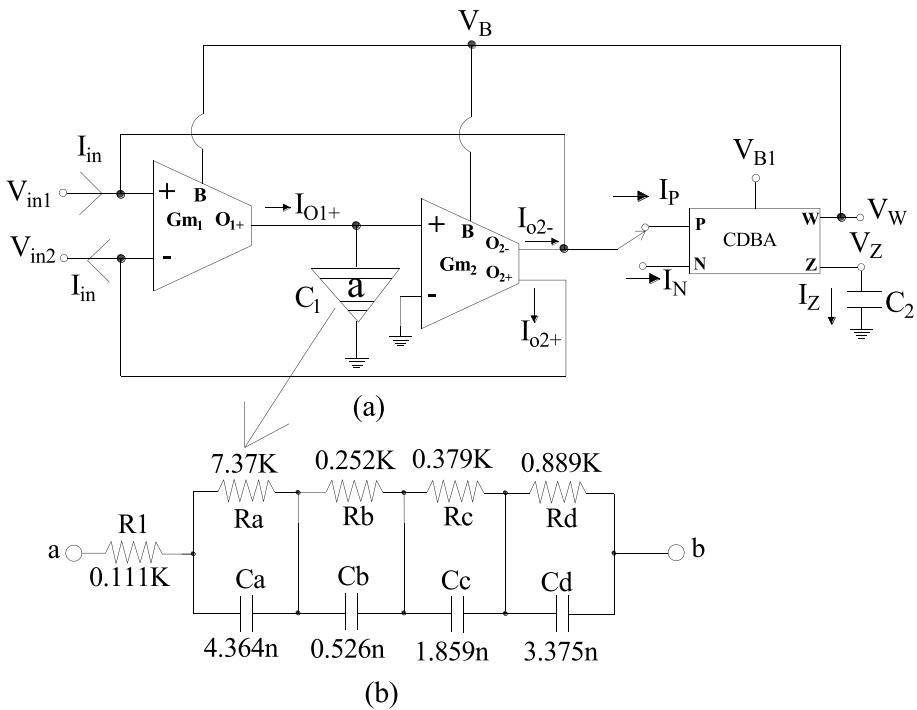 V_B
I_in
V_in1
+
B
Gm_1 O_1+
I_O1+
+
B
I_o2-
O_2-
Gm_2
O_2+
-
I_P
V_B1
P
W
V_W
CDBA
V_Z
V_in2
-
I_in
C_1
a
I_o2+
N
I_N
Z
I_Z
C_2
(a)
7.37K
0.252K
0.379K
0.889K
Ra
Rb
Rc
Rd
R1
a
b
0.111K
Ca
Cb
Cc
Cd
4.364n
0.526n
1.859n
3.375n
(b)